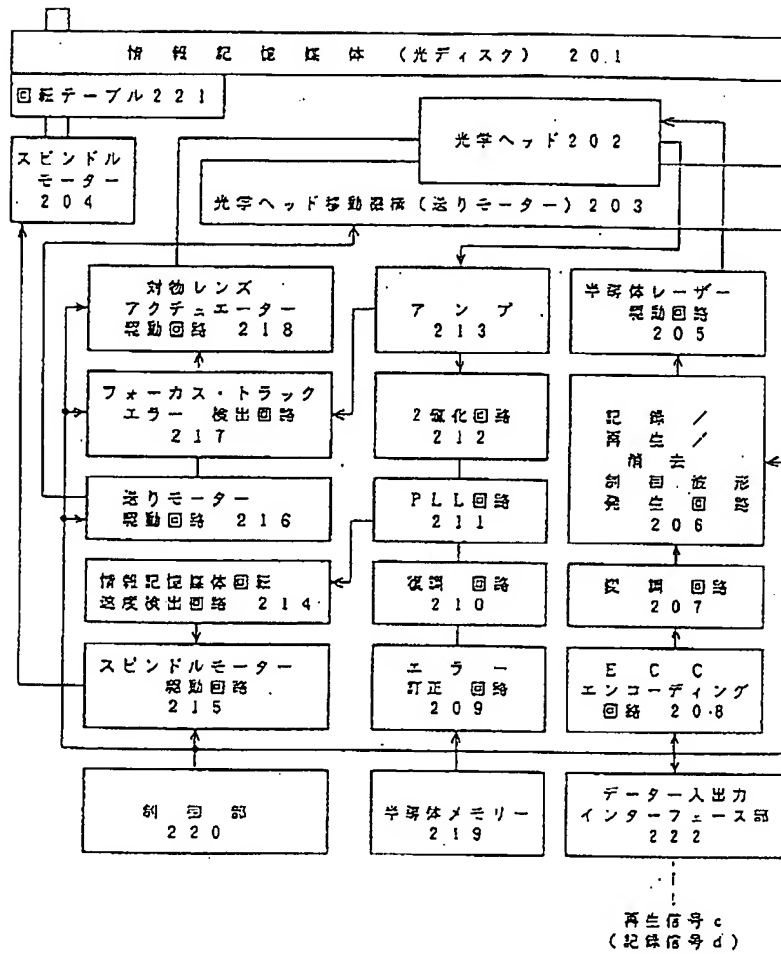 情報記憶媒体(光ディスク)201
回転テーブル221
光学ヘッド202
スピンドル
モーター
204
光学ヘッド移動機構(送りモーター)203
対物レンズ
アクチュエーター
駆動回路 218
アンプ
213
半導体レーザー
駆動回路
205
フォーカス・トラック
エラー 検出回路
217
2値化回路
212
記録/
再生/
消去
制御波形
発生回路
206
送りモーター
駆動回路 216
PLL回路
211
情報記憶媒体回転
速度検出回路 214
復調 回路
210
変調 回路
207
スピンドルモーター
駆動回路
215
エラー
訂正 回路
209
ECC
エンコーディング
回路 208
制御部
220
半導体メモリー
219
データー入出力
インターフェース部
222
再生信号c
(記録信号d)